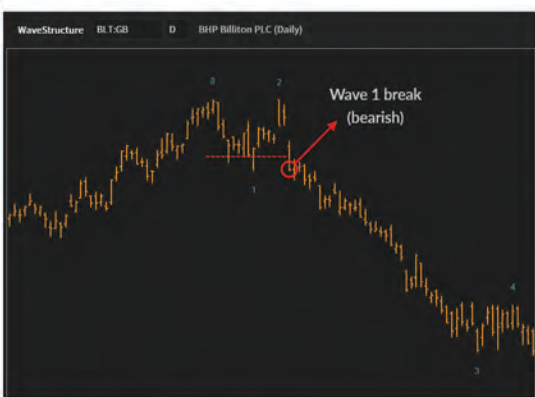 WaveStructure BLT:GB D BHP Billiton PLC (Daily)
0 2
Wave 1 break
(bearish)
1
4
3